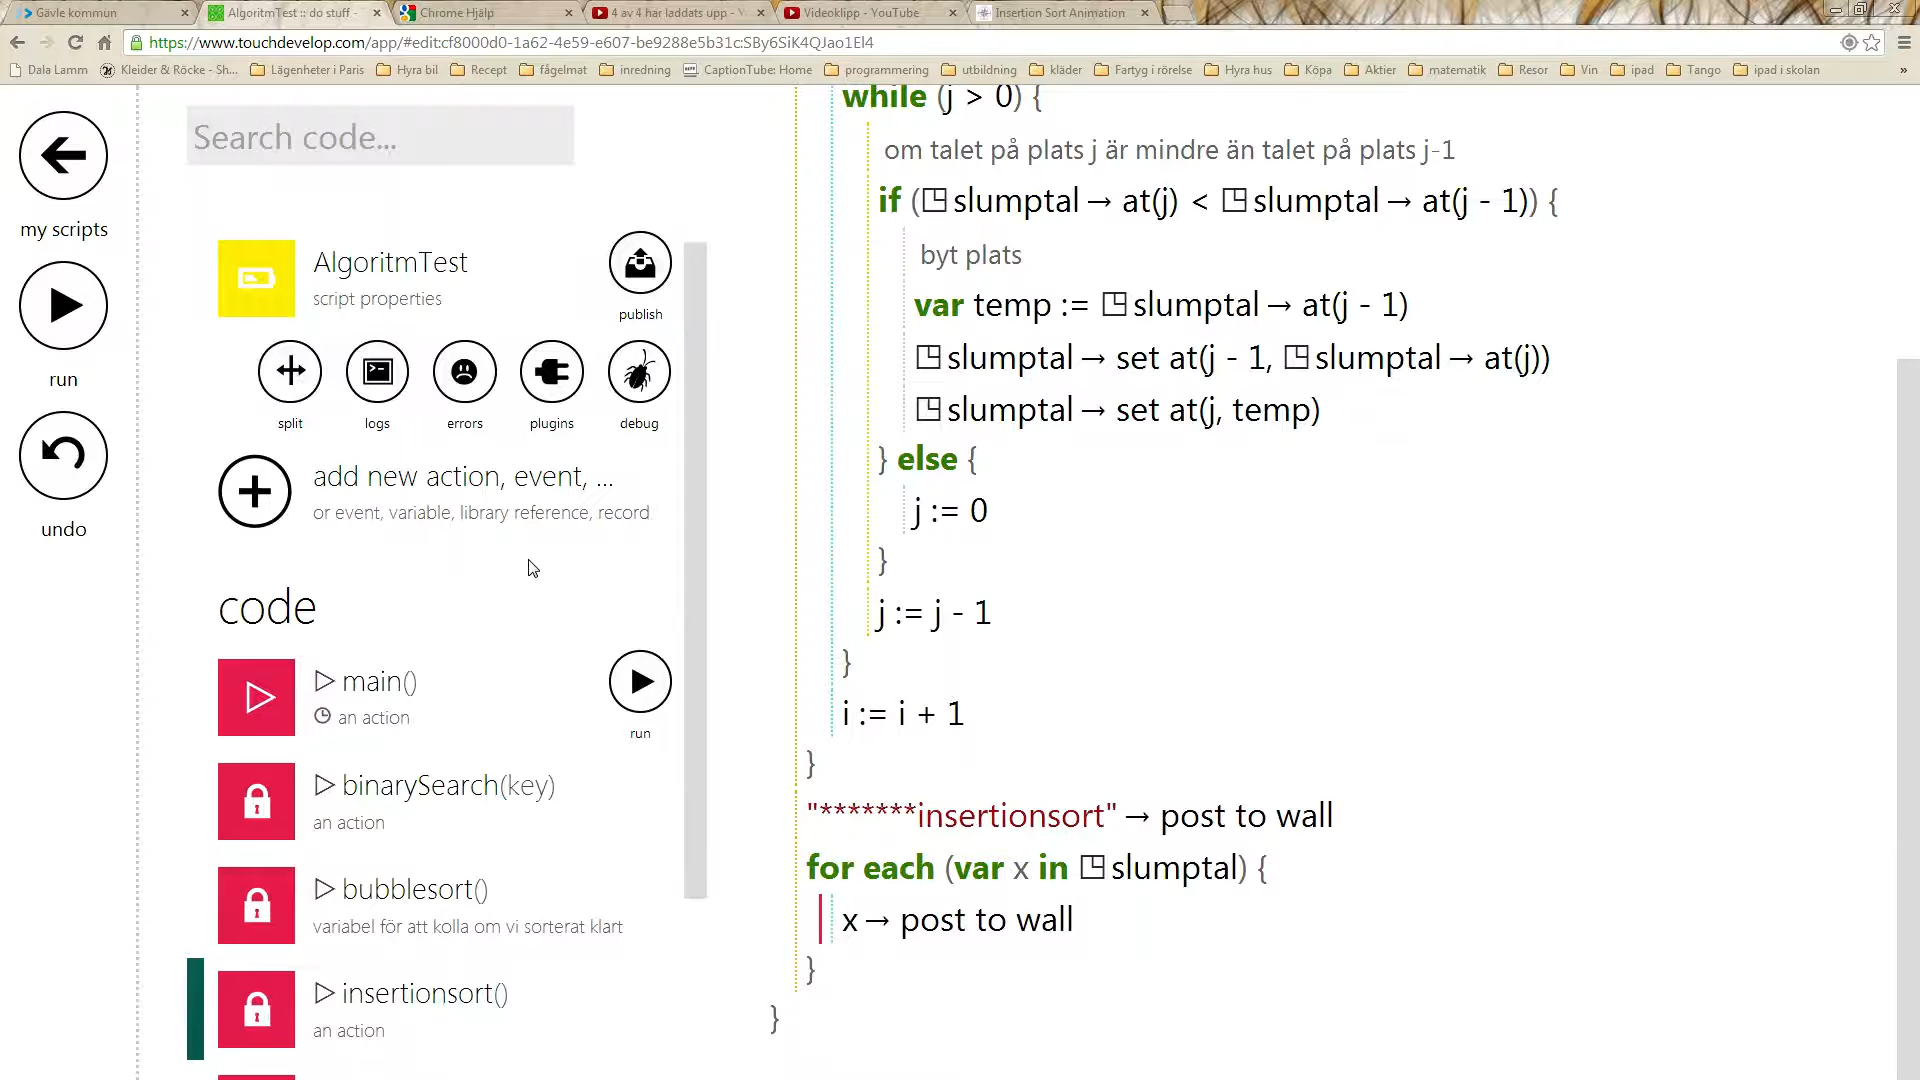 Gävle kommun
AlgoritmTest :: do stuff -
Chrome Hjälp
4 av 4 har laddats upp - Y
Videoklipp - YouTube
Insertion Sort Animation
https://www.touchdevelop.com/app/#edit:cf8000d0-1a62-4e59-e607-be9288e5b31c:SBy6SiK4QJao1El4
Dala Lamm
Kleider & Röcke - Sh...
Lägenheter i Paris
Hyra bil
Recept
fågelmat
inredning
CaptionTube: Home
programmering
utbildning
kläder
Fartyg i rörelse
Hyra hus
Köpa
Aktier
matematik
Resor
Vin
ipad
Tango
ipad i skolan
»
my scripts
run
undo
Search code...
AlgoritmTest
script properties
publish
split
logs
errors
plugins
debug
add new action, event, ...
or event, variable, library reference, record
code
▷ main()
an action
run
▷ binarySearch(key)
an action
▷ bubblesort()
variabel för att kolla om vi sorterat klart
▷ insertionsort()
an action
while (j > 0) {
om talet på plats j är mindre än talet på plats j-1
if (◳slumptal → at(j) < ◳slumptal → at(j - 1)) {
byt plats
var temp := ◳slumptal → at(j - 1)
◳slumptal → set at(j - 1, ◳slumptal → at(j))
◳slumptal → set at(j, temp)
} else {
j := 0
}
j := j - 1
}
i := i + 1
}
"*******insertionsort" → post to wall
for each (var x in ◳slumptal) {
x → post to wall
}
}